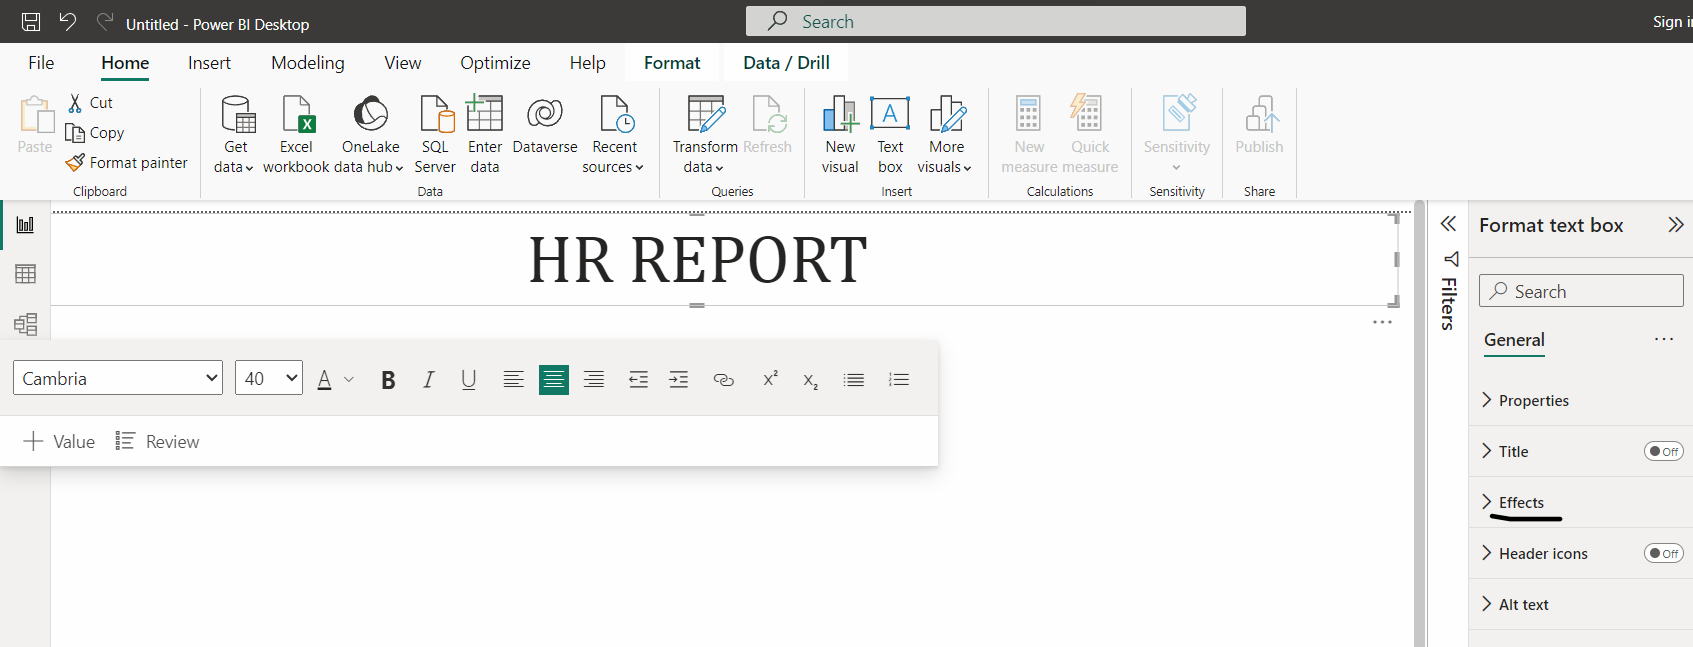 Untitled - Power BI Desktop
Search
Sign i
File Home Insert Modeling View Optimize Help Format Data / Drill
Paste
Cut
Copy
Format painter
Clipboard
Get data
Excel workbook
OneLake data hub
SQL Server
Enter data
Dataverse
Recent sources
Data
Transform data
Refresh
Queries
New visual
Text box
More visuals
Insert
New measure
Quick measure
Calculations
Sensitivity
Sensitivity
Publish
Share
HR REPORT
Cambria 40 A B I U x² x₂
Value Review
Filters
Format text box
Search
General
Properties
Title Off
Effects
Header icons Off
Alt text